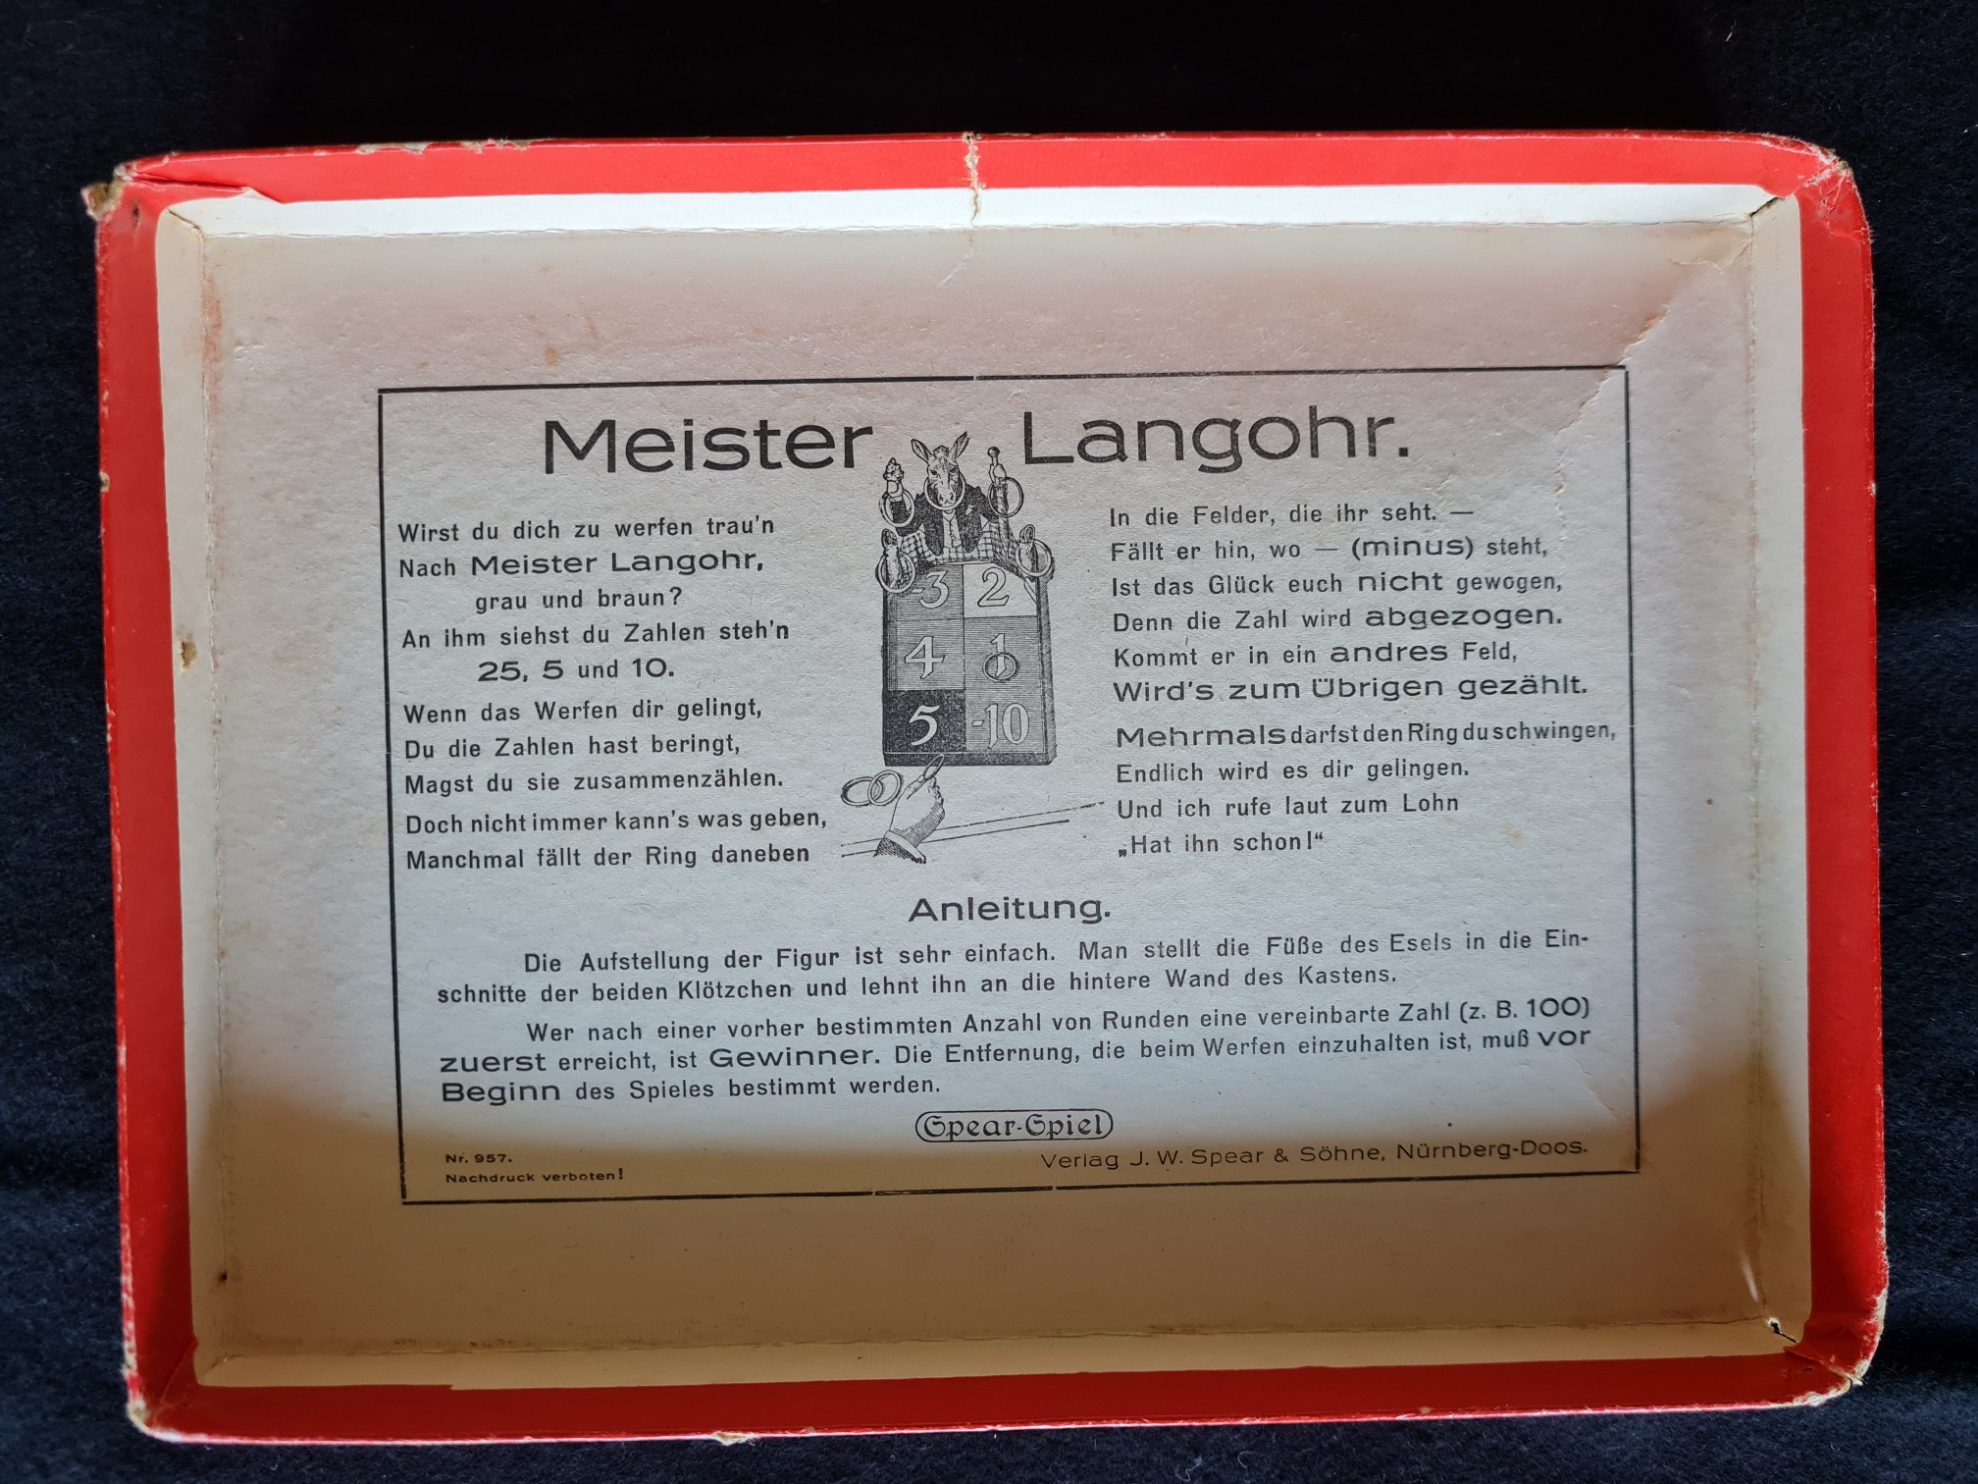 Meister Langohr.
Wirst du dich zu werfen trau'n
Nach Meister Langohr,
grau und braun?
An ihm siehst du Zahlen steh'n
25, 5 und 10.
Wenn das Werfen dir gelingt,
Du die Zahlen hast beringt,
Magst du sie zusammenzählen.
Doch nicht immer kann's was geben,
Manchmal fällt der Ring daneben
-3 2
4 1
5 -10
In die Felder, die ihr seht. —
Fällt er hin, wo — (minus) steht,
Ist das Glück euch nicht gewogen,
Denn die Zahl wird abgezogen.
Kommt er in ein andres Feld,
Wird's zum Übrigen gezählt.
Mehrmals darfst den Ring du schwingen,
Endlich wird es dir gelingen.
Und ich rufe laut zum Lohn
„Hat ihn schon!“
Anleitung.
Die Aufstellung der Figur ist sehr einfach. Man stellt die Füße des Esels in die Ein-
schnitte der beiden Klötzchen und lehnt ihn an die hintere Wand des Kastens.
Wer nach einer vorher bestimmten Anzahl von Runden eine vereinbarte Zahl (z. B. 100)
zuerst erreicht, ist Gewinner. Die Entfernung, die beim Werfen einzuhalten ist, muß vor
Beginn des Spieles bestimmt werden.
Spear-Spiel
Nr. 957.
Nachdruck verboten!
Verlag J. W. Spear & Söhne, Nürnberg-Doos.